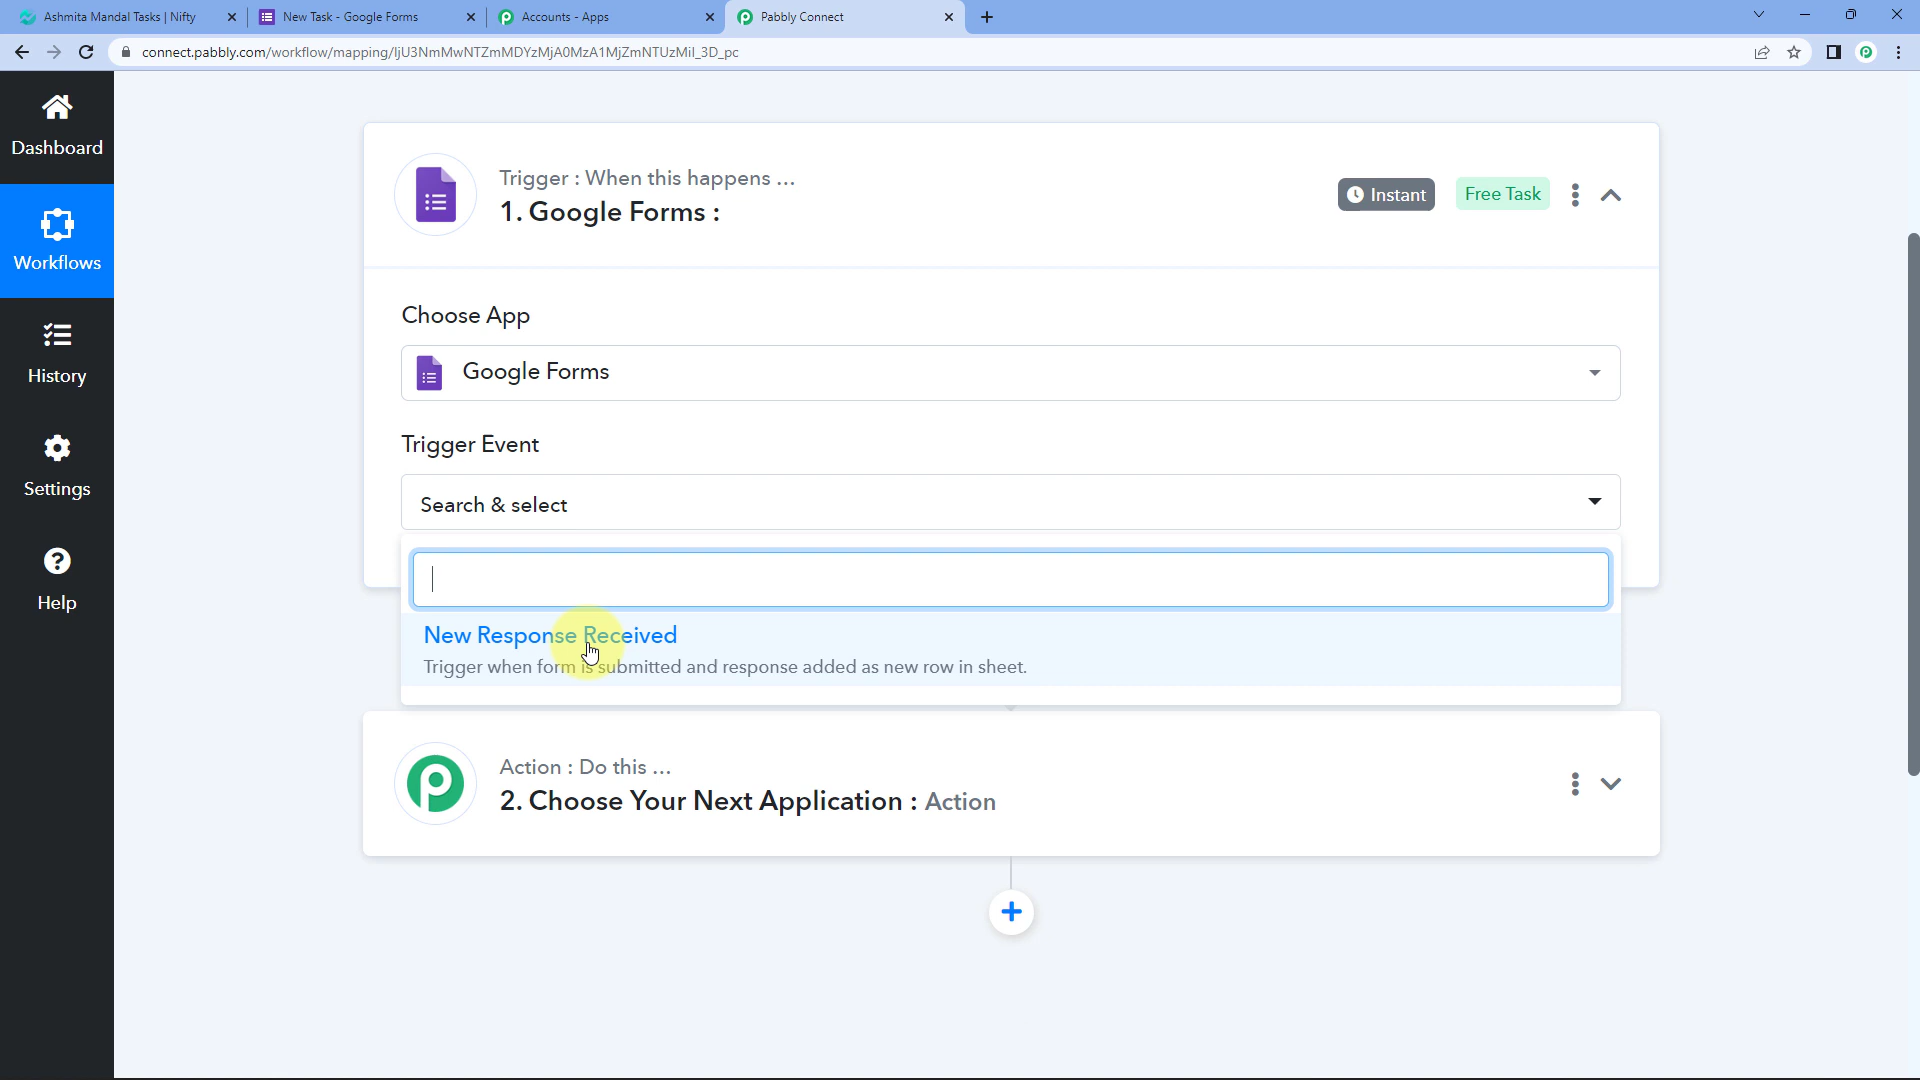 Ashmita Mandal Tasks | Nifty
New Task - Google Forms
Accounts - Apps
Pabbly Connect
connect.pabbly.com/workflow/mapping/IjU3NmMwNTZmMDYzMjA0MzA1MjZmNTUzMiI_3D_pc
Dashboard
Workflows
History
Settings
Help
Trigger : When this happens ...
1. Google Forms :
Instant
Free Task
Choose App
Google Forms
Trigger Event
Search & select
New Response Received
Trigger when form is submitted and response added as new row in sheet.
Action : Do this ...
2. Choose Your Next Application : Action